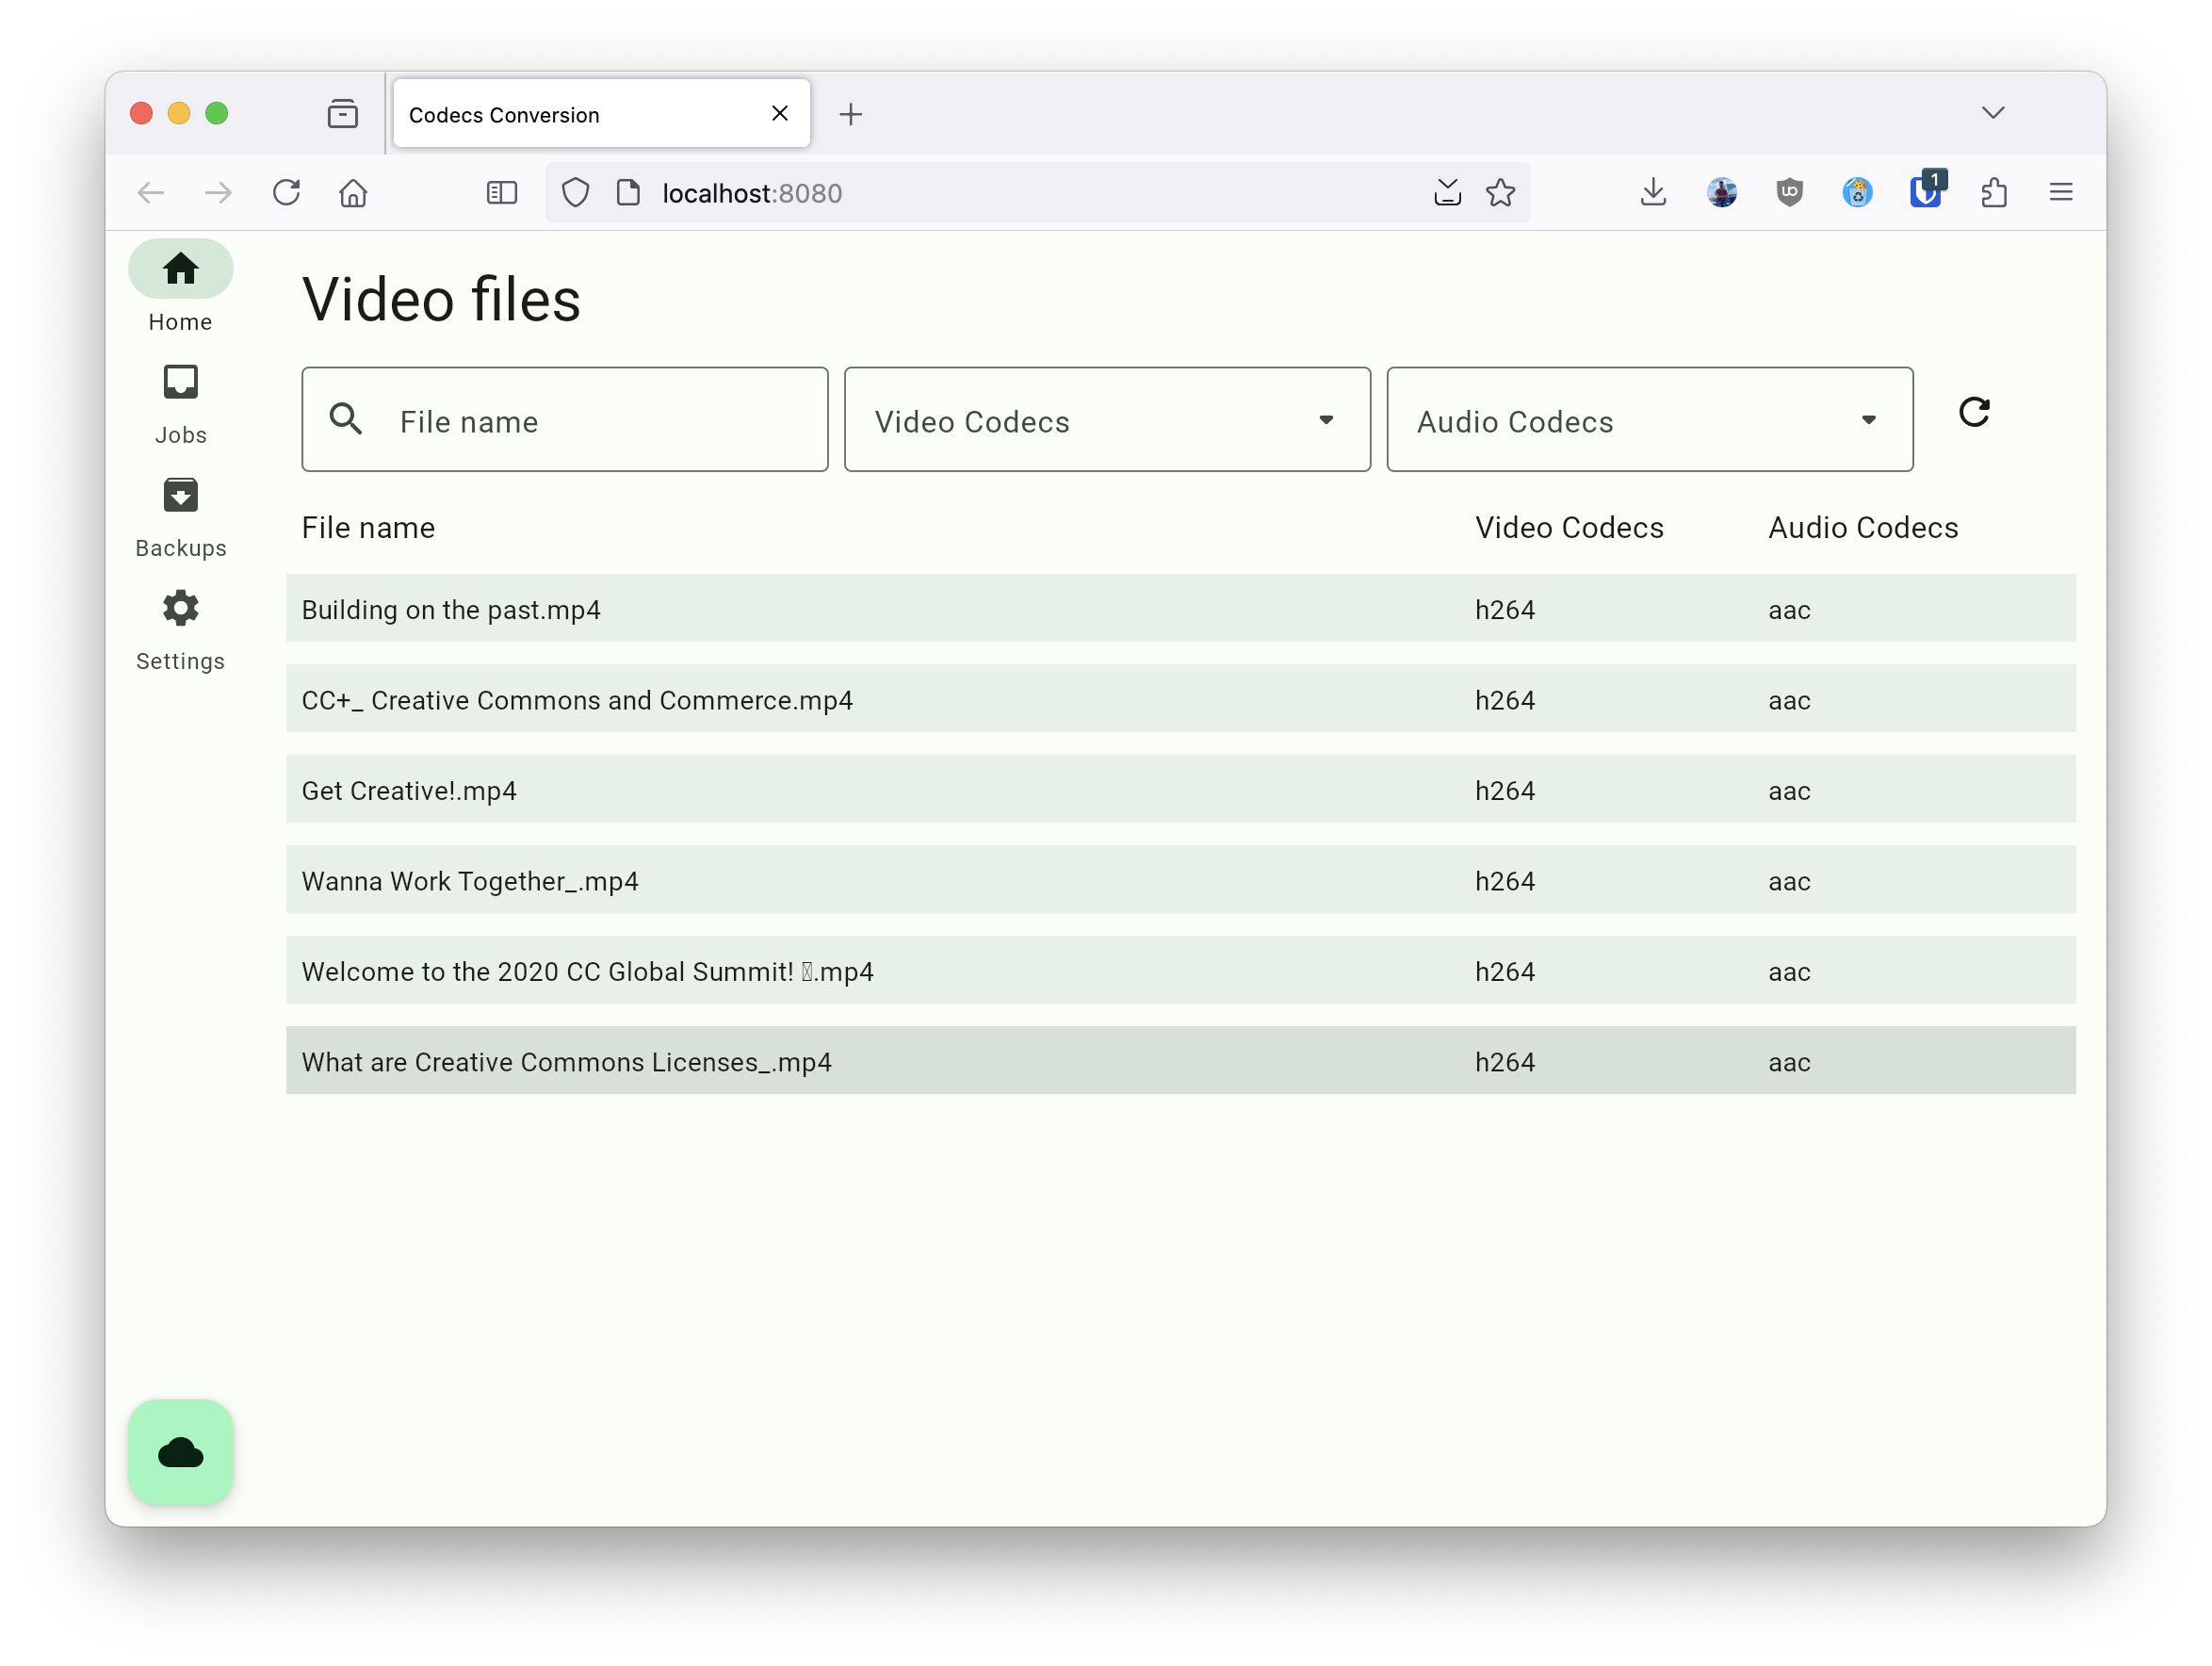 Codecs Conversion
localhost:8080
1
Home
Jobs
Backups
Settings
Video files
File name
Video Codecs
Audio Codecs
File name Video Codecs Audio Codecs
Building on the past.mp4 h264 aac
CC+_ Creative Commons and Commerce.mp4 h264 aac
Get Creative!.mp4 h264 aac
Wanna Work Together_.mp4 h264 aac
Welcome to the 2020 CC Global Summit! .mp4 h264 aac
What are Creative Commons Licenses_.mp4 h264 aac